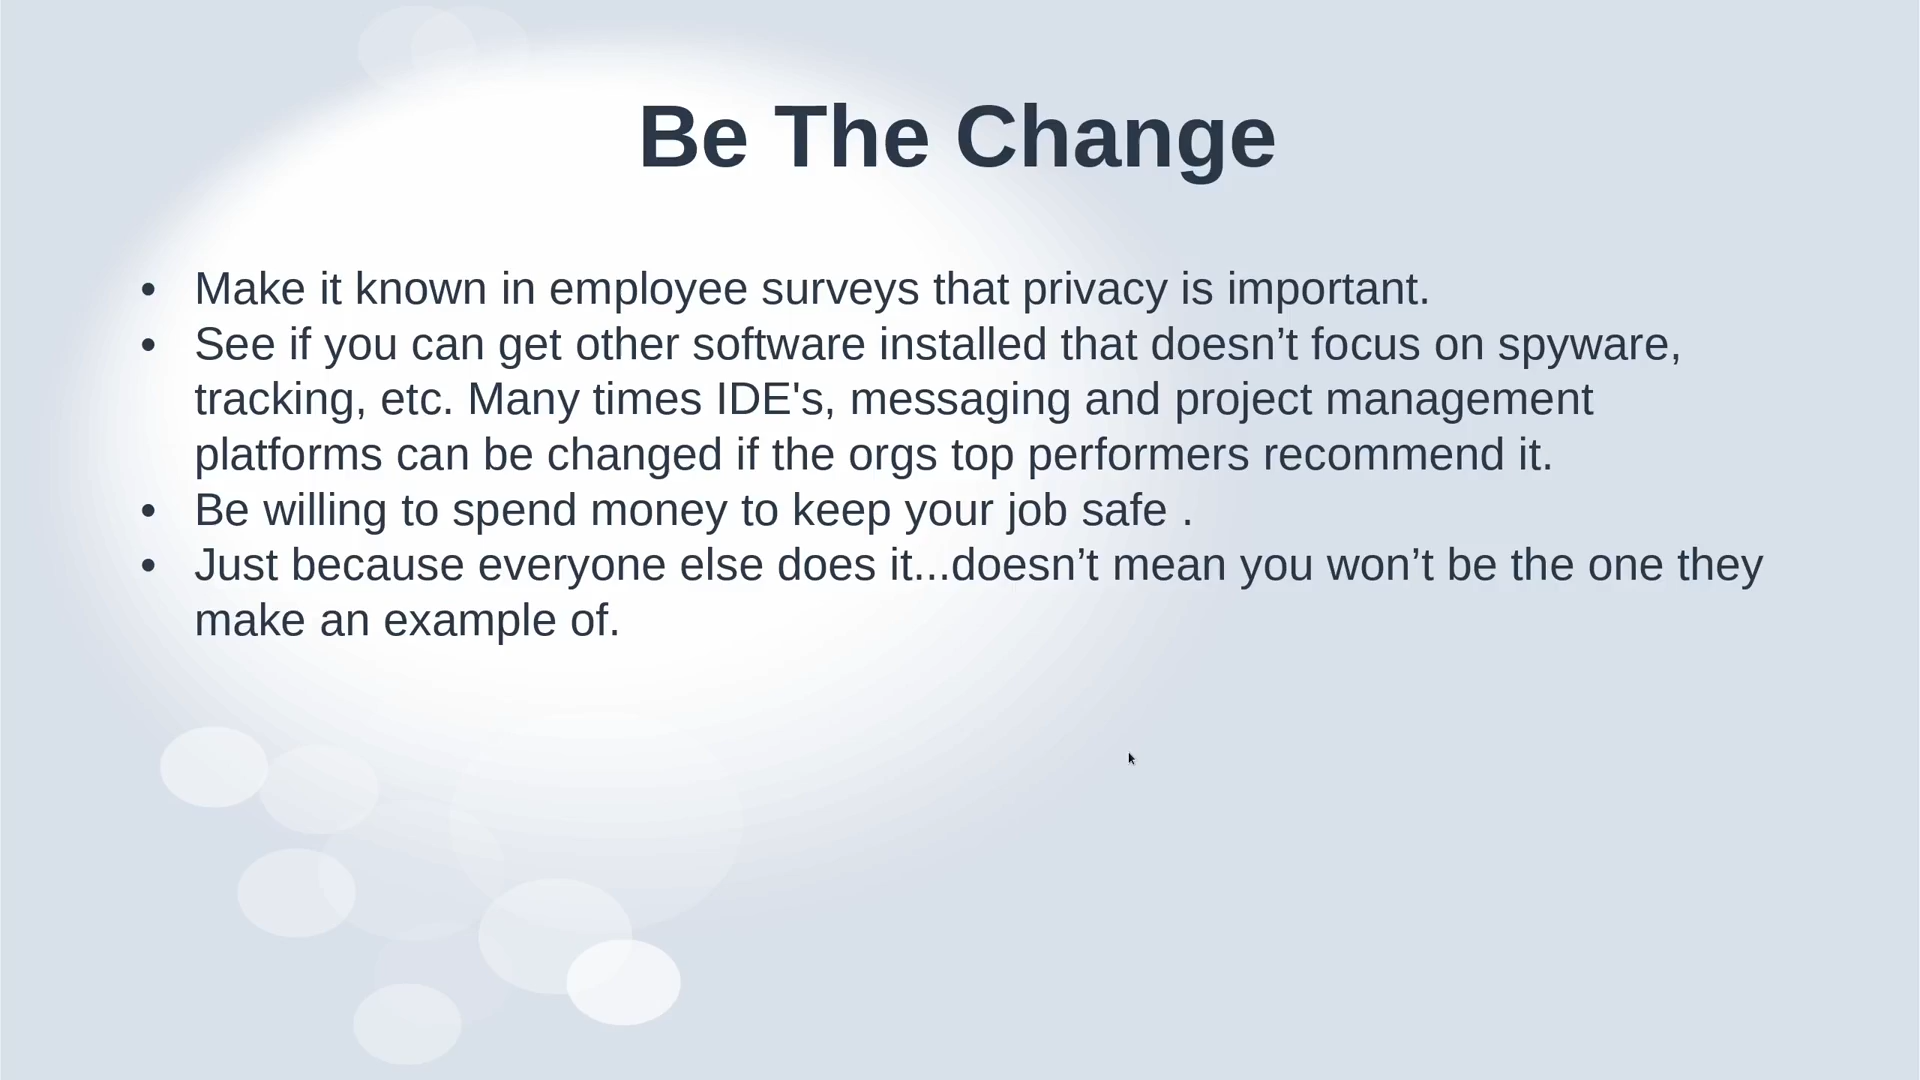 Be The Change
• Make it known in employee surveys that privacy is important.
• See if you can get other software installed that doesn’t focus on spyware,
tracking, etc. Many times IDE's, messaging and project management
platforms can be changed if the orgs top performers recommend it.
• Be willing to spend money to keep your job safe .
• Just because everyone else does it...doesn’t mean you won’t be the one they
make an example of.